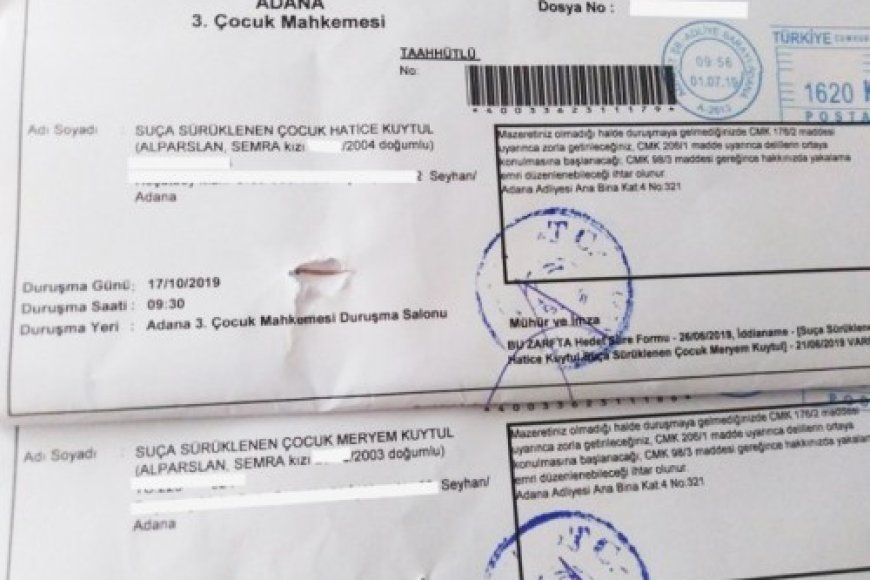 ADANA
3. Çocuk Mahkemesi
Dosya No :
TAAHHÜTLÜ
No:
*4003362311179*
09 56
01.07.19
A-2613
TÜRKİYE
1620
POSTA
Adı Soyadı : SUÇA SÜRÜKLENEN ÇOCUK HATİCE KUYTUL
(ALPARSLAN, SEMRA kızı /2004 doğumlu)
2 Seyhan/
Adana
Mazeretiniz olmadığı halde duruşmaya gelmediğinizde CMK 176/2 maddesi
uyarınca zorla getirileceğiniz, CMK 206/1 madde uyarınca delillerin ortaya
konulmasına başlanacağı, CMK 98/3 maddesi gereğince hakkınızda yakalama
emri düzenlenebileceği ihtar olunur.
Adana Adliyesi Ana Bina Kat:4 No:321
T.C.
Duruşma Günü : 17/10/2019
Duruşma Saati : 09:30
Duruşma Yeri : Adana 3. Çocuk Mahkemesi Duruşma Salonu
Mühür ve İmza
BU ZARFTA Hedef Süre Formu - 26/06/2019, İddianame - [Suça Sürüklenen
Hatice Kuytul, Suça Sürüklenen Çocuk Meryem Kuytul] - 21/06/2019 VAR
POS
Adı Soyadı : SUÇA SÜRÜKLENEN ÇOCUK MERYEM KUYTUL
(ALPARSLAN, SEMRA kızı /2003 doğumlu)
Seyhan/
Adana
Mazeretiniz olmadığı halde duruşmaya gelmediğinizde CMK 176/2 maddesi
uyarınca zorla getirileceğiniz, CMK 206/1 madde uyarınca delillerin ortaya
konulmasına başlanacağı, CMK 98/3 maddesi gereğince hakkınızda yakalama
emri düzenlenebileceği ihtar olunur.
Adana Adliyesi Ana Bina Kat:4 No:321
T.C.